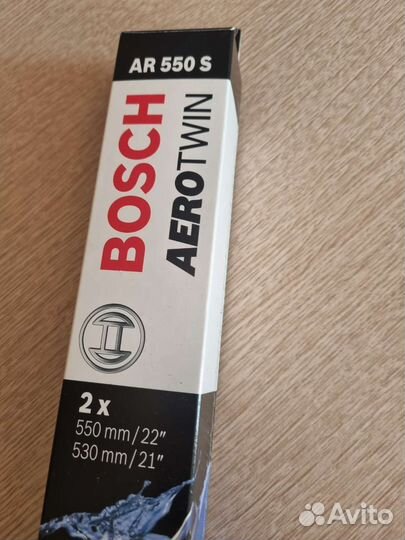 AR 550 S
BOSCH
AEROTWIN
2 x
550 mm/22"
530 mm/21"
Avito